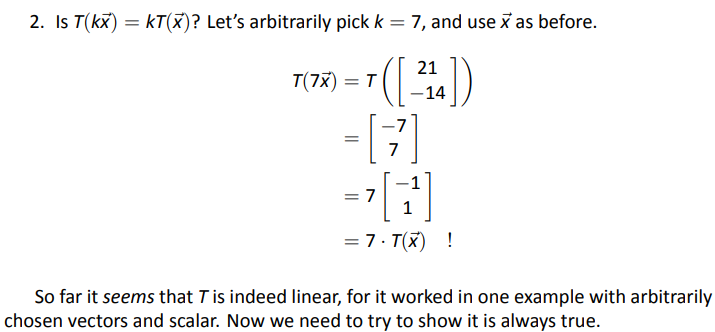 2. Is T(kx⃗) = kT(x⃗)? Let's arbitrarily pick k = 7, and use x⃗ as before.
T(7x⃗) = T([21 −14])
= [−7 7]
= 7 [−1 1]
= 7 · T(x⃗) !
So far it seems that T is indeed linear, for it worked in one example with arbitrarily
chosen vectors and scalar. Now we need to try to show it is always true.